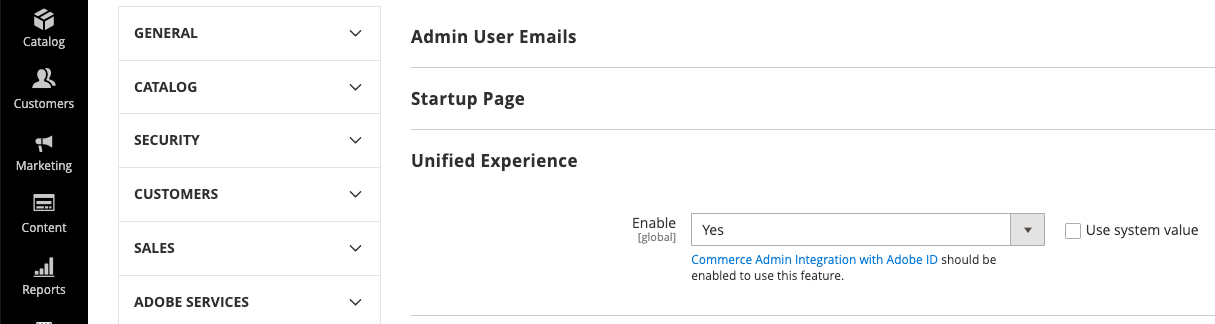 Catalog
Customers
Marketing
Content
Reports
GENERAL
CATALOG
SECURITY
CUSTOMERS
SALES
ADOBE SERVICES
Admin User Emails
Startup Page
Unified Experience
Enable
[global]
Yes
Use system value
Commerce Admin Integration with Adobe ID should be
enabled to use this feature.